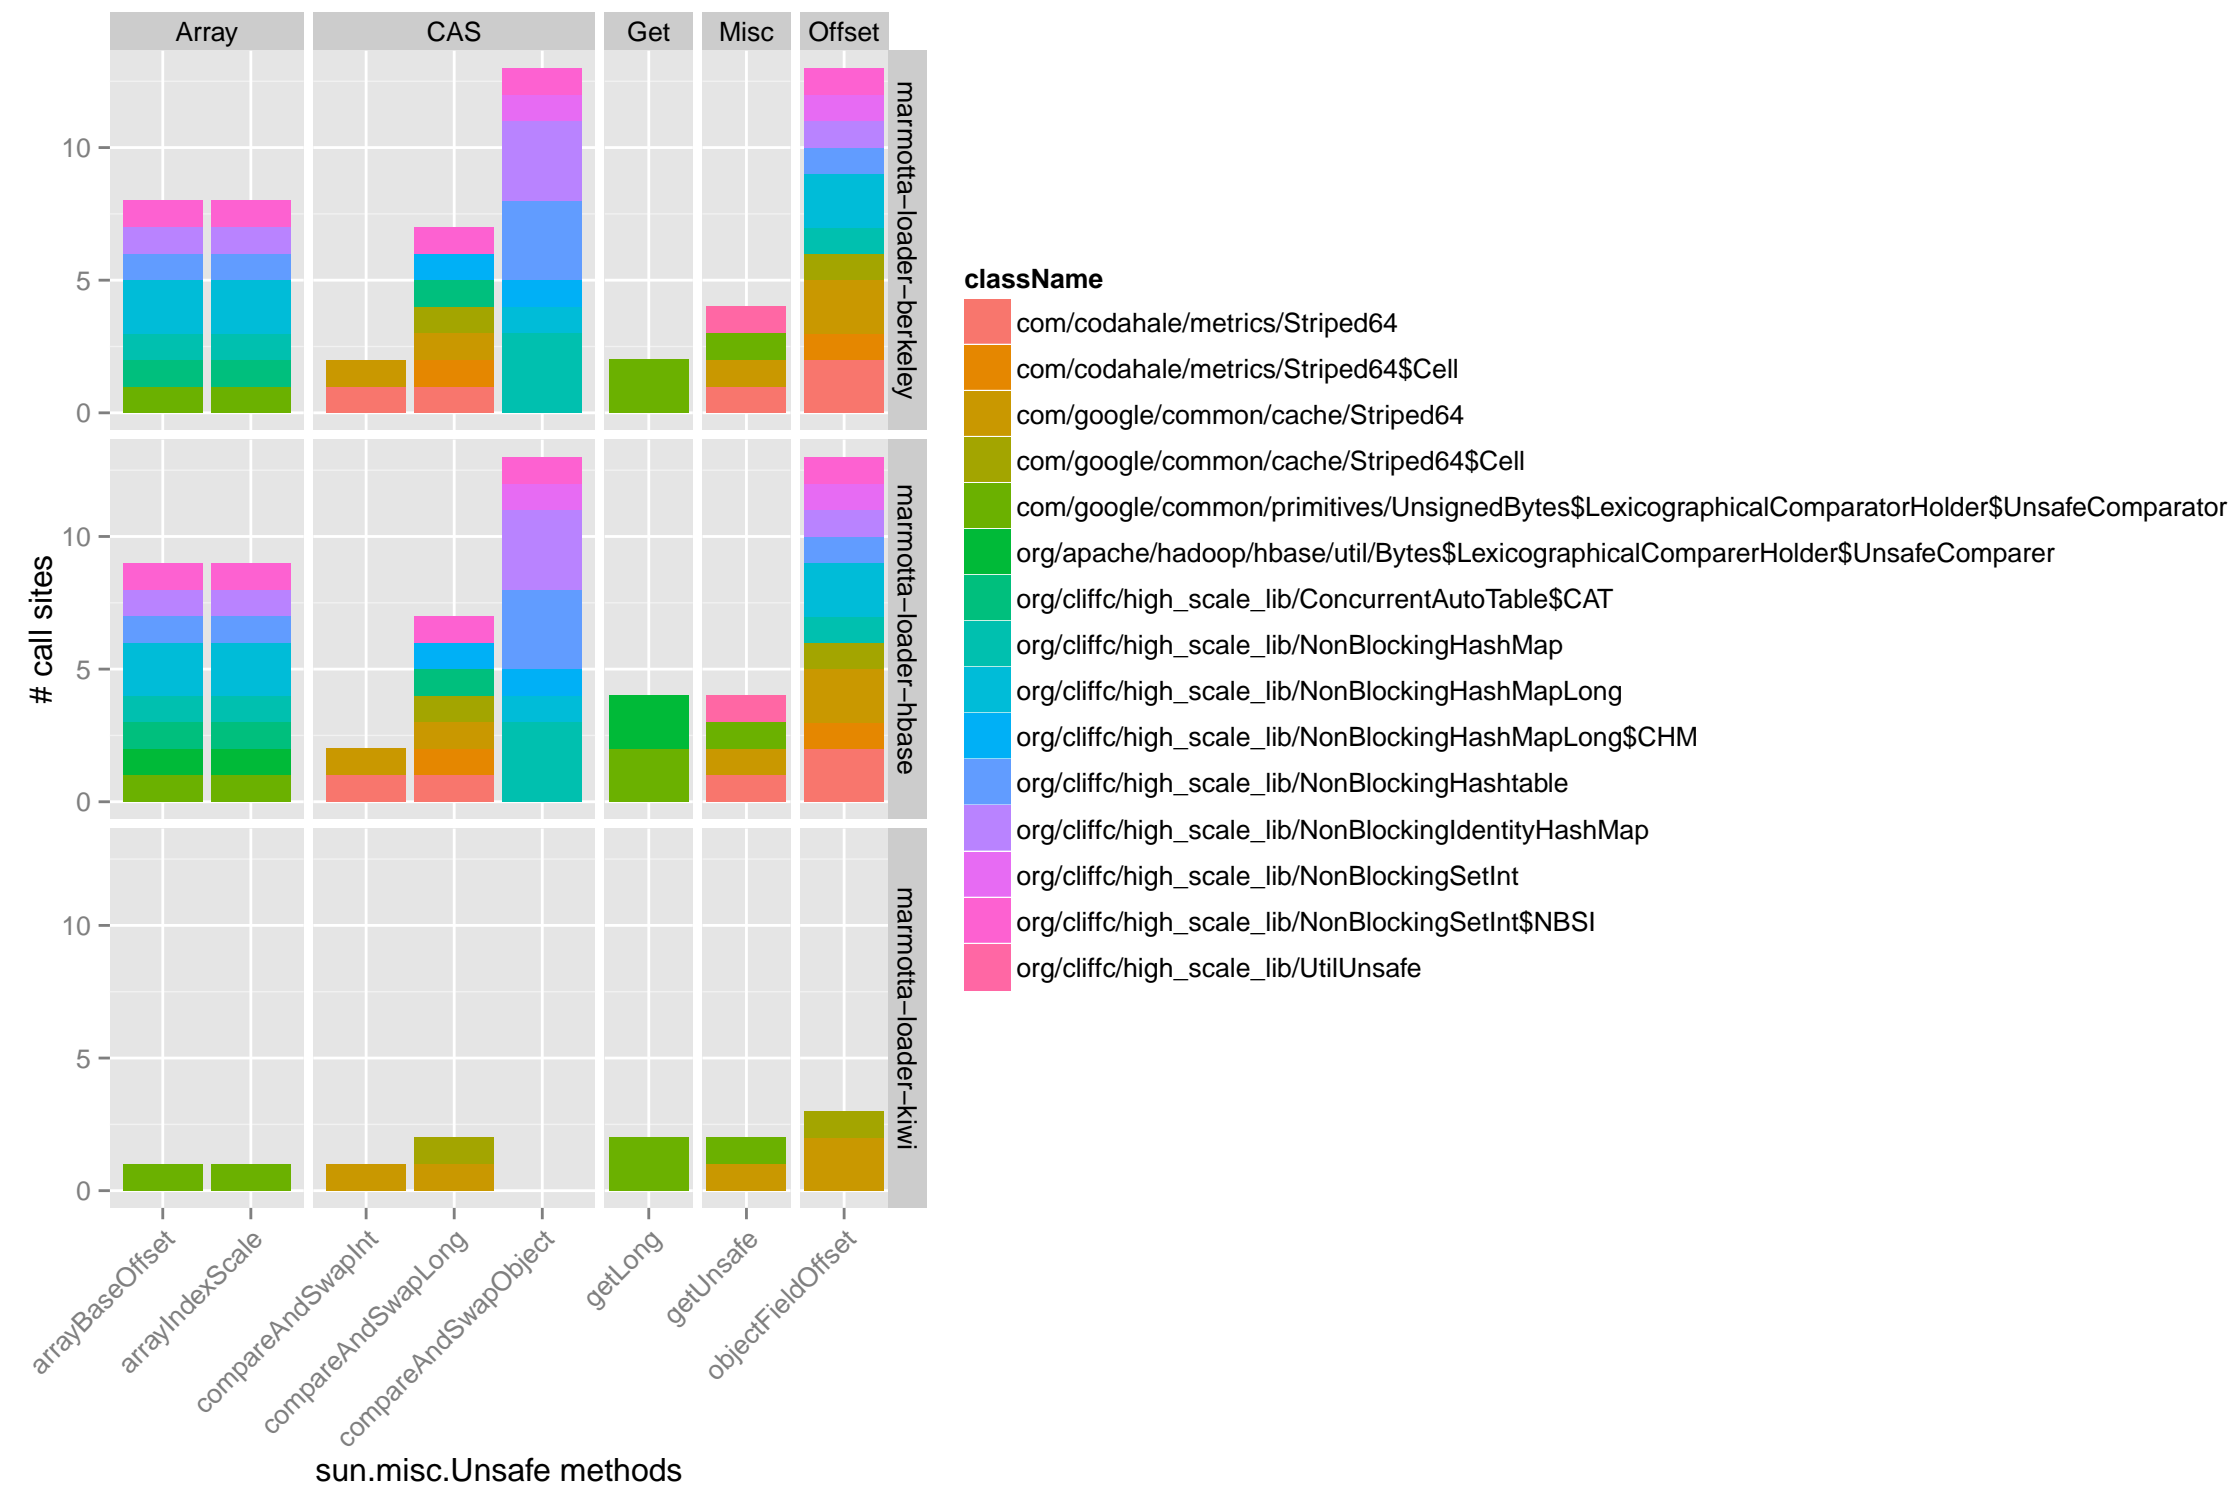 Array
CAS
Get
Misc
Offset
10
5
0
marmotta−loader−berkeley
10
5
0
marmotta−loader−hbase
10
5
0
marmotta−loader−kiwi
# call sites
arrayBaseOffset
arrayIndexScale
compareAndSwapInt
compareAndSwapLong
compareAndSwapObject
getLong
getUnsafe
objectFieldOffset
sun.misc.Unsafe methods
className
com/codahale/metrics/Striped64
com/codahale/metrics/Striped64$Cell
com/google/common/cache/Striped64
com/google/common/cache/Striped64$Cell
com/google/common/primitives/UnsignedBytes$LexicographicalComparatorHolder$UnsafeComparator
org/apache/hadoop/hbase/util/Bytes$LexicographicalComparerHolder$UnsafeComparer
org/cliffc/high_scale_lib/ConcurrentAutoTable$CAT
org/cliffc/high_scale_lib/NonBlockingHashMap
org/cliffc/high_scale_lib/NonBlockingHashMapLong
org/cliffc/high_scale_lib/NonBlockingHashMapLong$CHM
org/cliffc/high_scale_lib/NonBlockingHashtable
org/cliffc/high_scale_lib/NonBlockingIdentityHashMap
org/cliffc/high_scale_lib/NonBlockingSetInt
org/cliffc/high_scale_lib/NonBlockingSetInt$NBSI
org/cliffc/high_scale_lib/UtilUnsafe